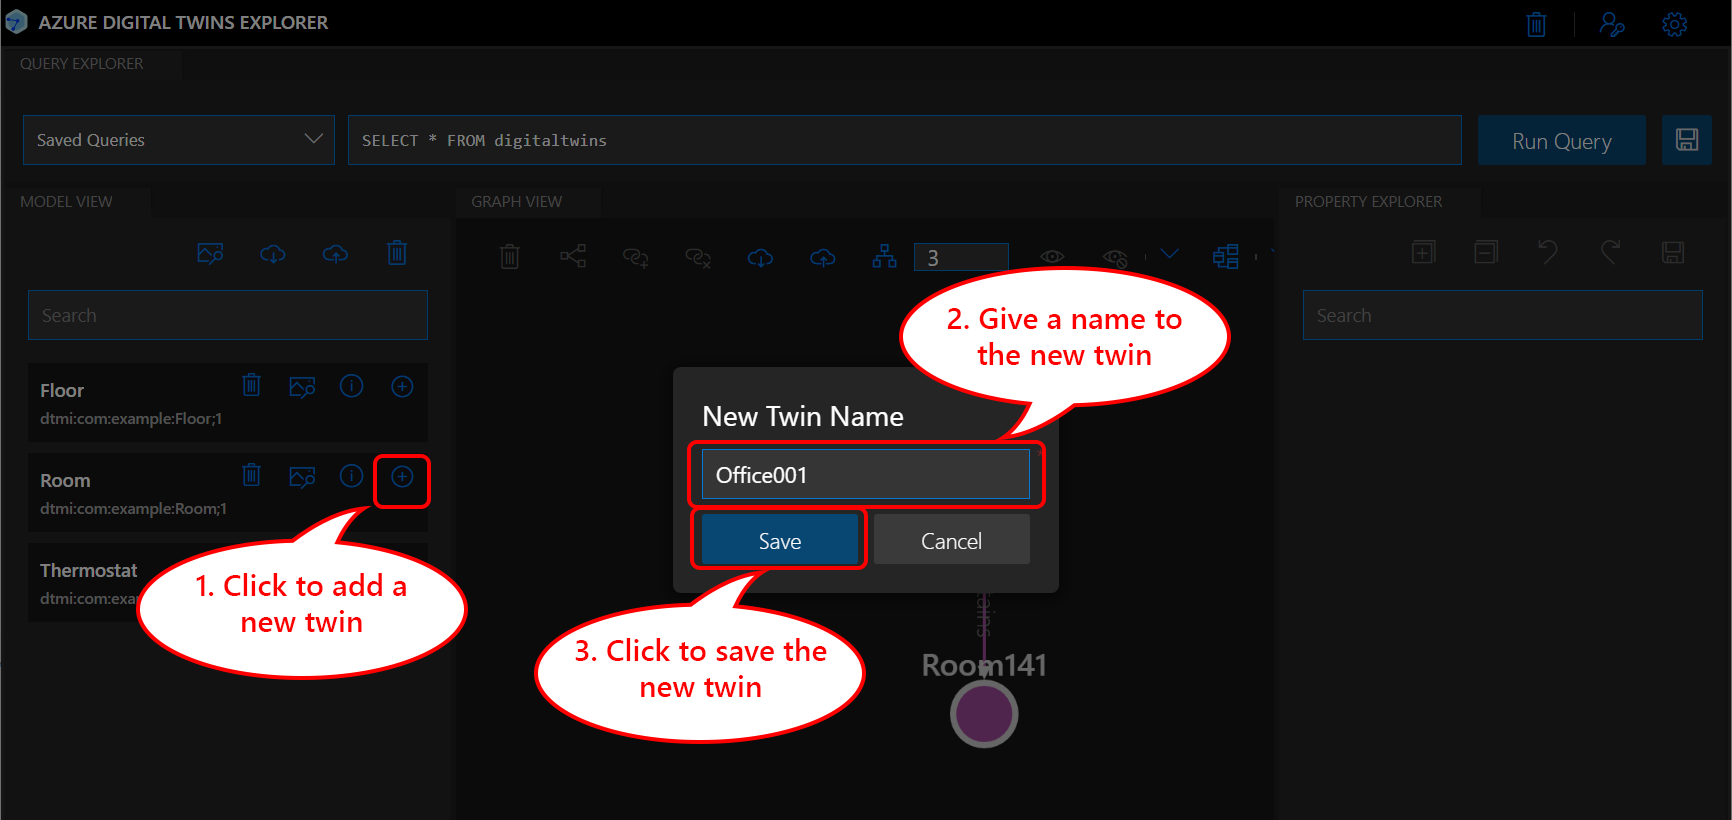 AZURE DIGITAL TWINS EXPLORER
QUERY EXPLORER
Saved Queries
SELECT * FROM digitaltwins
Run Query
MODEL VIEW
GRAPH VIEW
PROPERTY EXPLORER
3
Search
Search
2. Give a name to
the new twin
Floor
dtmi:com:example:Floor;1
New Twin Name
*
Office001
Room
dtmi:com:example:Room;1
Save
Cancel
Thermostat
dtmi:com:exa
1. Click to add a
new twin
3. Click to save the
new twin
Room141